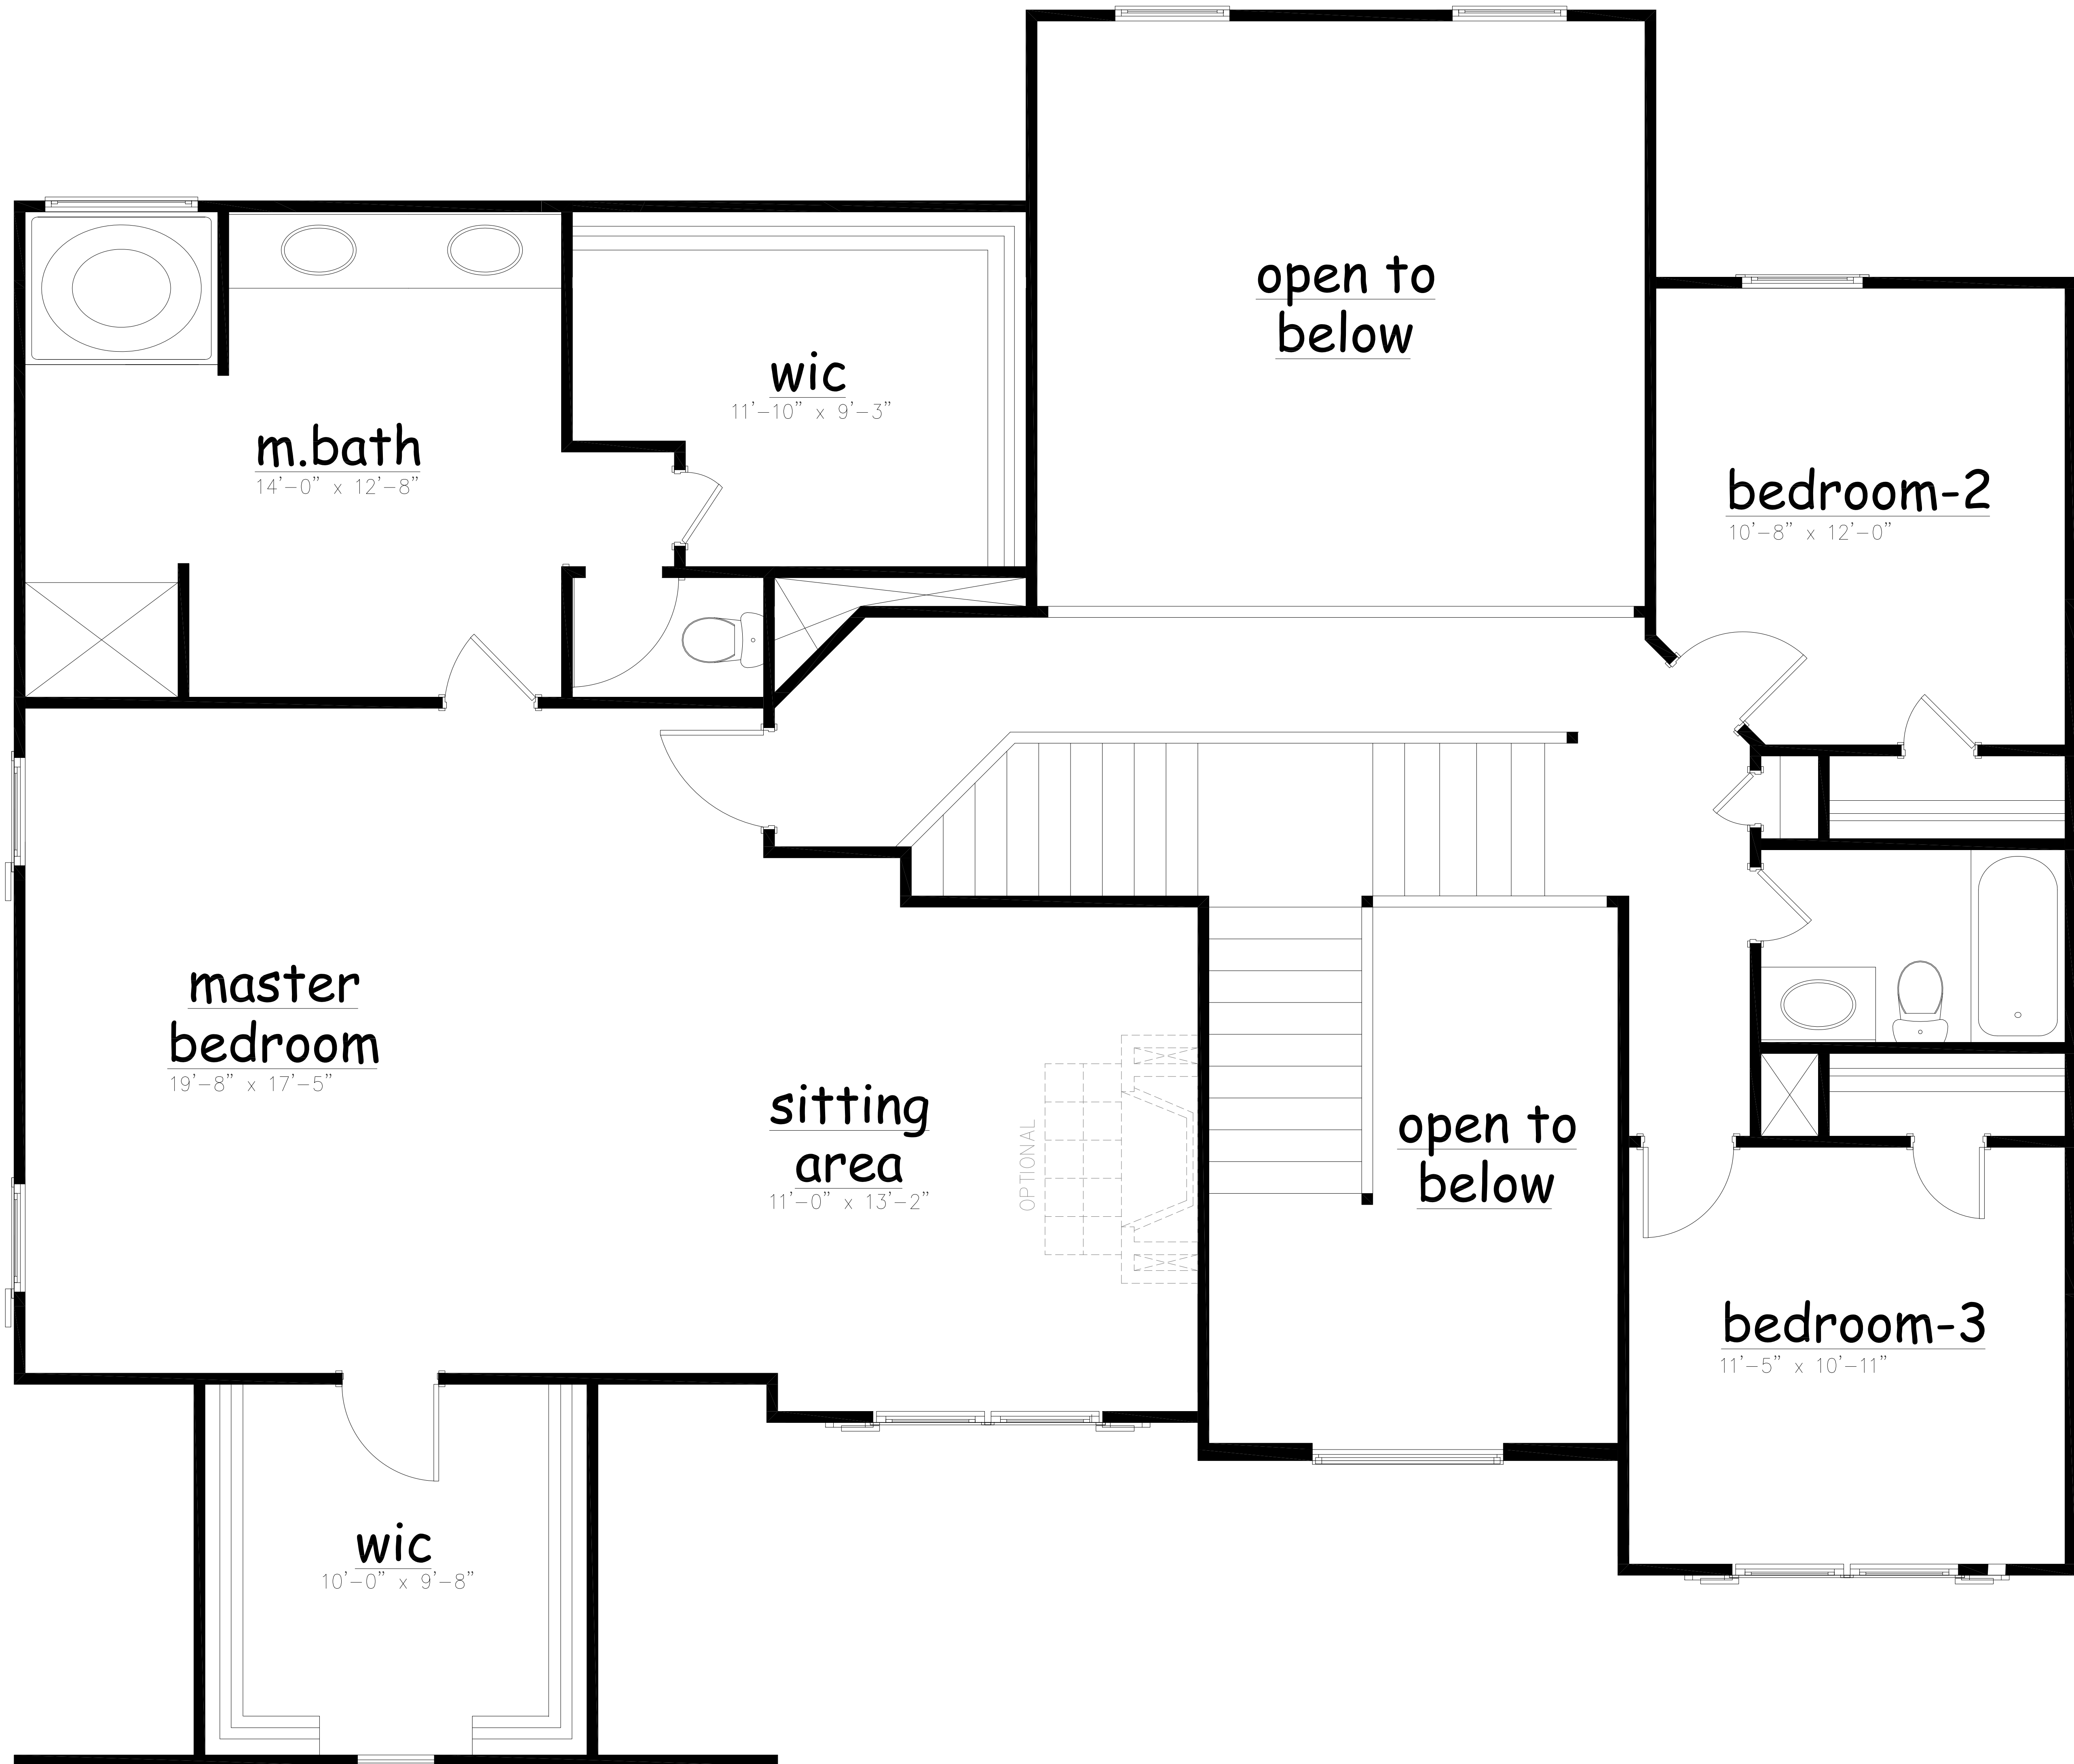 open to
below
wic
11'-10" x 9'-3"
m.bath
14'-0" x 12'-8"
bedroom-2
10'-8" x 12'-0"
master
bedroom
19'-8" x 17'-5"
sitting
area
11'-0" x 13'-2"
OPTIONAL
open to
below
bedroom-3
11'-5" x 10'-11"
wic
10'-0" x 9'-8"